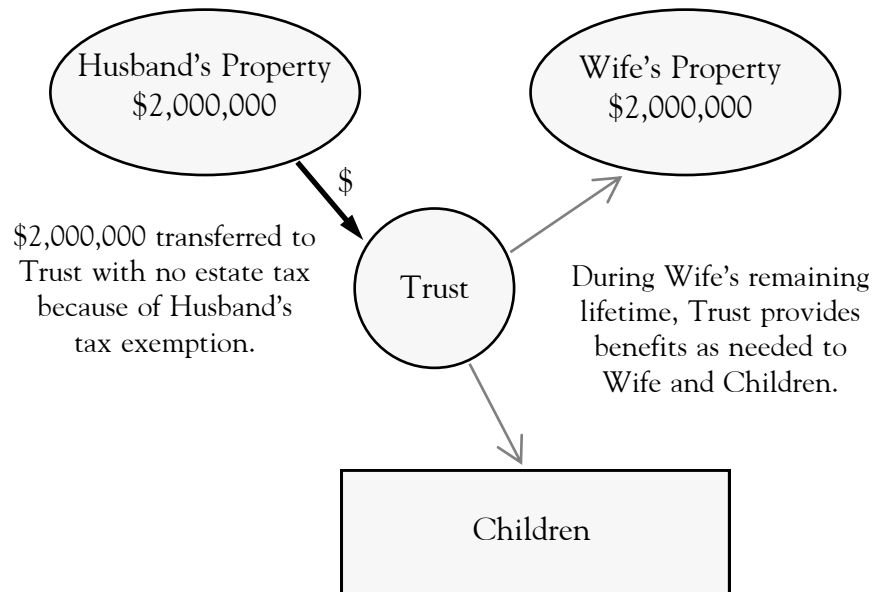 Husband's Property
$2,000,000
Wife's Property
$2,000,000
$
$2,000,000 transferred to
Trust with no estate tax
because of Husband's
tax exemption.
Trust
During Wife's remaining
lifetime, Trust provides
benefits as needed to
Wife and Children.
Children